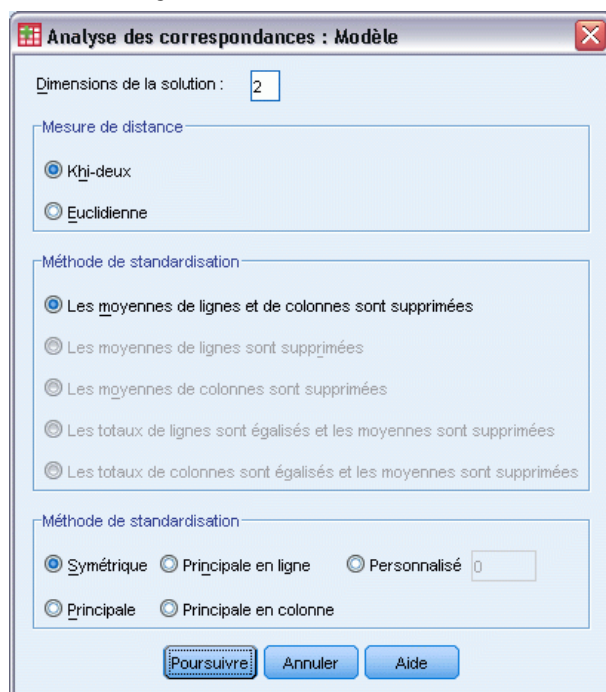 Analyse des correspondances : Modèle
Dimensions de la solution : 2
Mesure de distance
Khi-deux
Euclidienne
Méthode de standardisation
Les moyennes de lignes et de colonnes sont supprimées
Les moyennes de lignes sont supprimées
Les moyennes de colonnes sont supprimées
Les totaux de lignes sont égalisés et les moyennes sont supprimées
Les totaux de colonnes sont égalisés et les moyennes sont supprimées
Méthode de standardisation
Symétrique Principale en ligne Personnalisé 0
Principale Principale en colonne
Poursuivre Annuler Aide